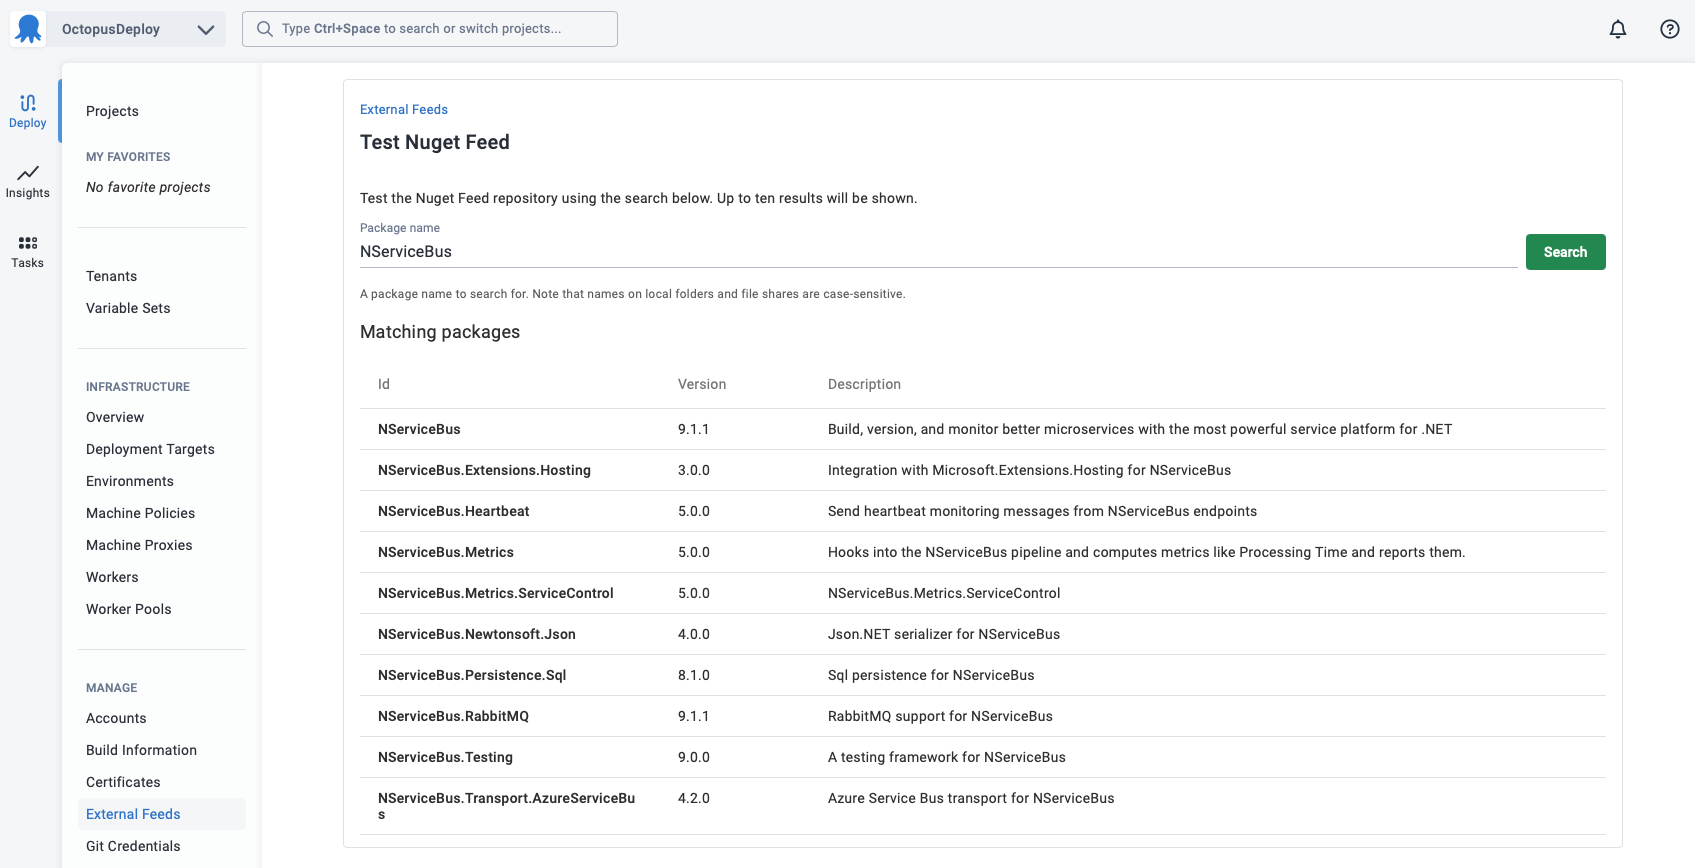 OctopusDeploy
Type Ctrl+Space to search or switch projects...
Deploy
Insights
Tasks
Projects
MY FAVORITES
No favorite projects
Tenants
Variable Sets
INFRASTRUCTURE
Overview
Deployment Targets
Environments
Machine Policies
Machine Proxies
Workers
Worker Pools
MANAGE
Accounts
Build Information
Certificates
External Feeds
Git Credentials
External Feeds
Test Nuget Feed
Test the Nuget Feed repository using the search below. Up to ten results will be shown.
Package name
NServiceBus
Search
A package name to search for. Note that names on local folders and file shares are case-sensitive.
Matching packages
Id Version Description
NServiceBus 9.1.1 Build, version, and monitor better microservices with the most powerful service platform for .NET
NServiceBus.Extensions.Hosting 3.0.0 Integration with Microsoft.Extensions.Hosting for NServiceBus
NServiceBus.Heartbeat 5.0.0 Send heartbeat monitoring messages from NServiceBus endpoints
NServiceBus.Metrics 5.0.0 Hooks into the NServiceBus pipeline and computes metrics like Processing Time and reports them.
NServiceBus.Metrics.ServiceControl 5.0.0 NServiceBus.Metrics.ServiceControl
NServiceBus.Newtonsoft.Json 4.0.0 Json.NET serializer for NServiceBus
NServiceBus.Persistence.Sql 8.1.0 Sql persistence for NServiceBus
NServiceBus.RabbitMQ 9.1.1 RabbitMQ support for NServiceBus
NServiceBus.Testing 9.0.0 A testing framework for NServiceBus
NServiceBus.Transport.AzureServiceBu 4.2.0 Azure Service Bus transport for NServiceBus
s